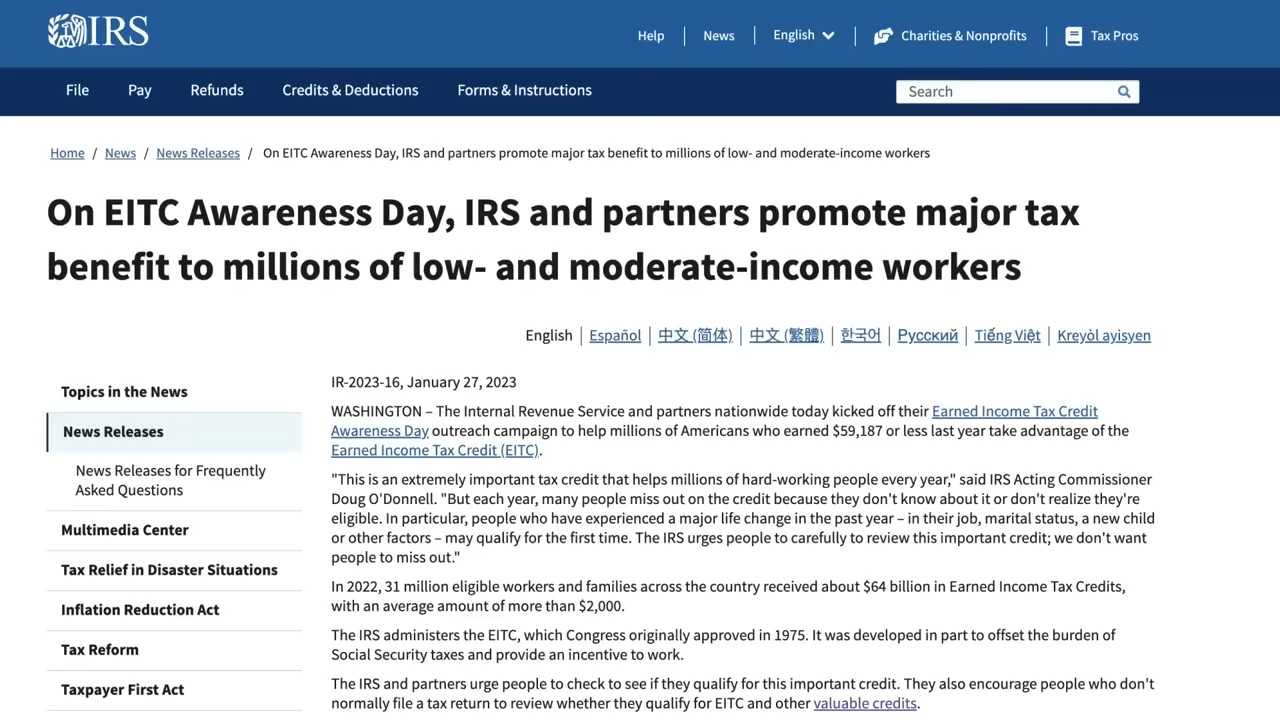 IRS
Help
News
English
Charities & Nonprofits
Tax Pros
File
Pay
Refunds
Credits & Deductions
Forms & Instructions
Search
Home / News / News Releases / On EITC Awareness Day, IRS and partners promote major tax benefit to millions of low- and moderate-income workers
On EITC Awareness Day, IRS and partners promote major tax
benefit to millions of low- and moderate-income workers
English | Español | 中文 (简体) | 中文 (繁體) | 한국어 | Русский | Tiếng Việt | Kreyòl ayisyen
Topics in the News
News Releases
News Releases for Frequently
Asked Questions
Multimedia Center
Tax Relief in Disaster Situations
Inflation Reduction Act
Tax Reform
Taxpayer First Act
IR-2023-16, January 27, 2023
WASHINGTON – The Internal Revenue Service and partners nationwide today kicked off their Earned Income Tax Credit
Awareness Day outreach campaign to help millions of Americans who earned $59,187 or less last year take advantage of the
Earned Income Tax Credit (EITC).
"This is an extremely important tax credit that helps millions of hard-working people every year," said IRS Acting Commissioner
Doug O'Donnell. "But each year, many people miss out on the credit because they don't know about it or don't realize they're
eligible. In particular, people who have experienced a major life change in the past year – in their job, marital status, a new child
or other factors – may qualify for the first time. The IRS urges people to carefully to review this important credit; we don't want
people to miss out."
In 2022, 31 million eligible workers and families across the country received about $64 billion in Earned Income Tax Credits,
with an average amount of more than $2,000.
The IRS administers the EITC, which Congress originally approved in 1975. It was developed in part to offset the burden of
Social Security taxes and provide an incentive to work.
The IRS and partners urge people to check to see if they qualify for this important credit. They also encourage people who don't
normally file a tax return to review whether they qualify for EITC and other valuable credits.